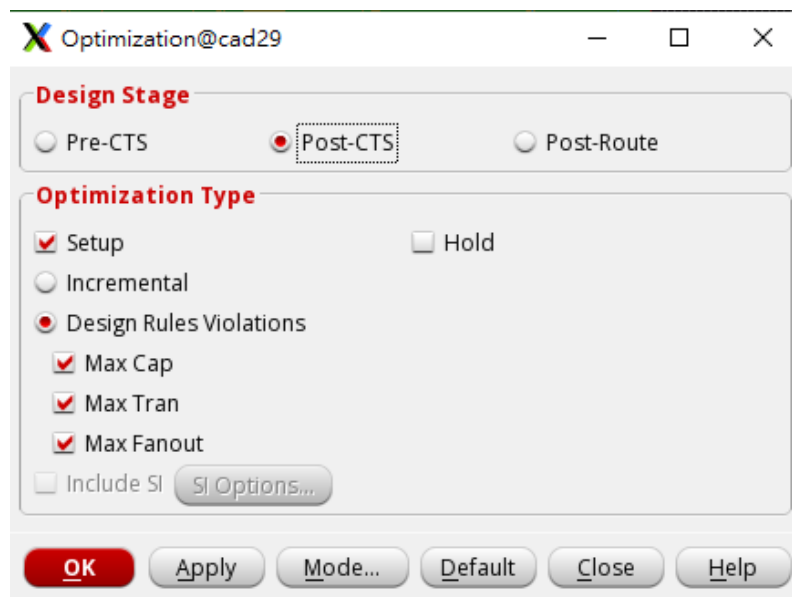 Optimization@cad29
Design Stage
Pre-CTS Post-CTS Post-Route
Optimization Type
Setup Hold
Incremental
Design Rules Violations
Max Cap
Max Tran
Max Fanout
Include SI SI Options...
OK Apply Mode... Default Close Help